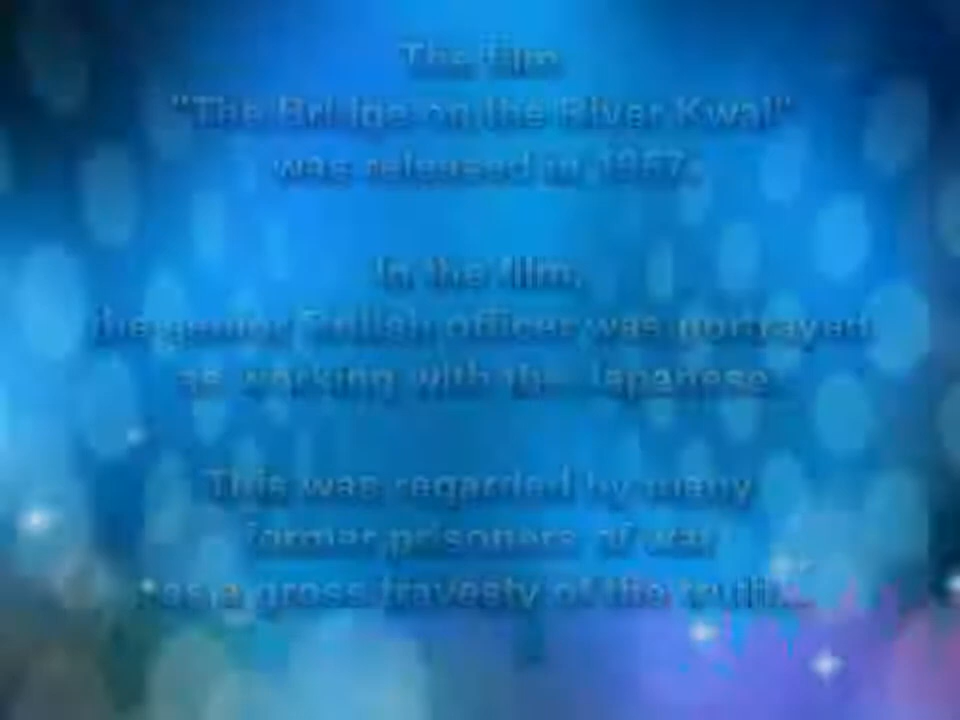 The film
"The Bridge on the River Kwai"
was released in 1957.
In the film,
the senior British officer was portrayed
as working with the Japanese.
This was regarded by many
former prisoners of war
as a gross travesty of the truth...